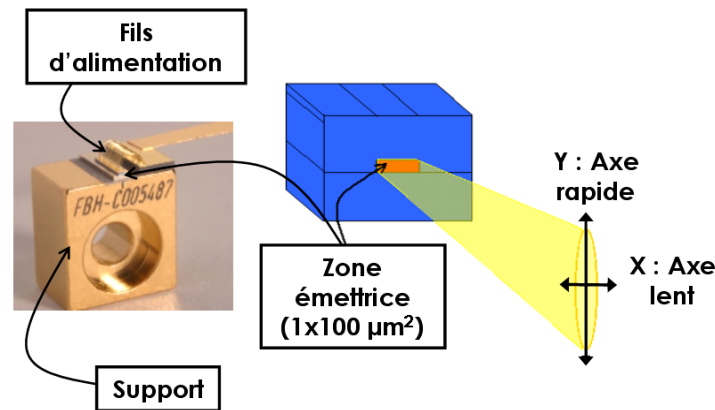 Fils
d'alimentation
FBH-C005487
Y : Axe
rapide
X : Axe
lent
Zone
émettrice
(1x100 µm²)
Support